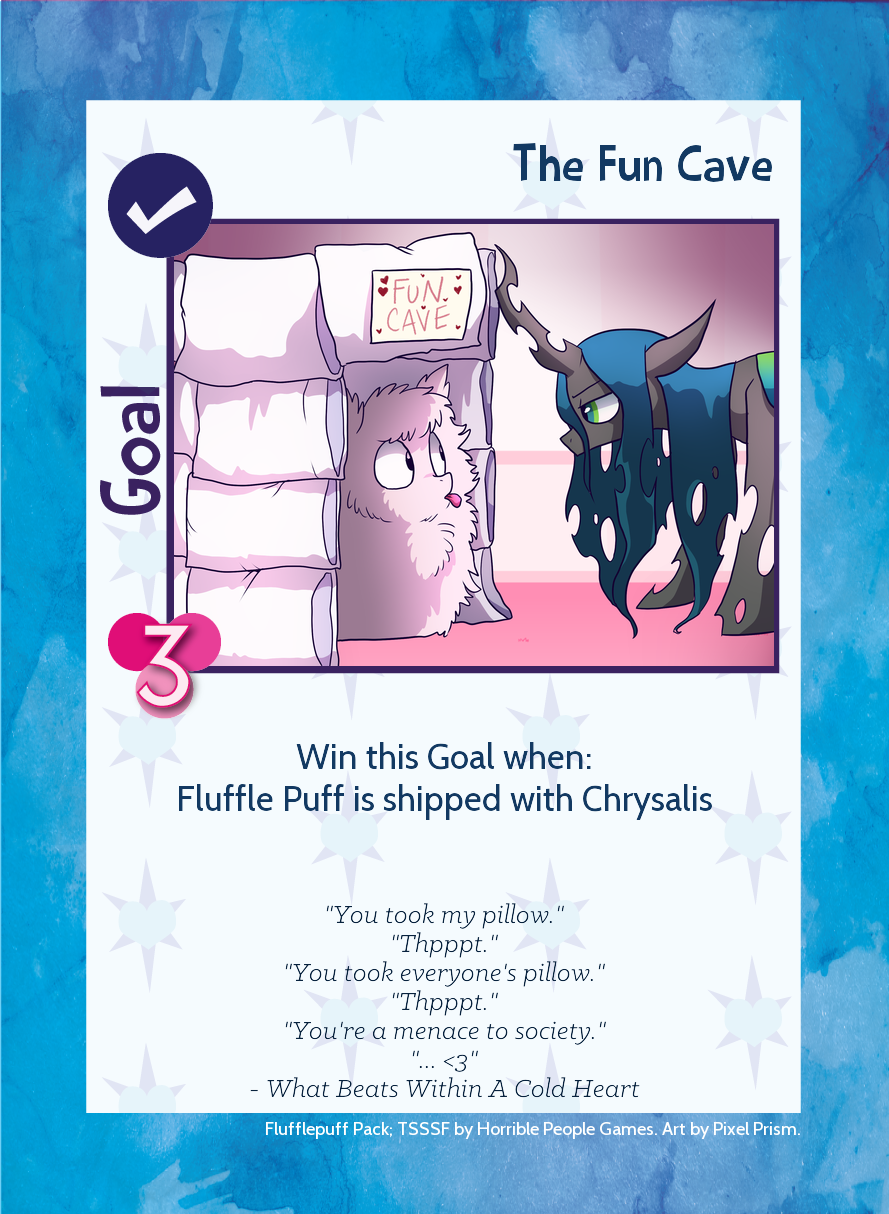 The Fun Cave
FUN
CAVE
Goal
3
Win this Goal when:
Fluffle Puff is shipped with Chrysalis
"You took my pillow."
"Thpppt."
"You took everyone's pillow."
"Thpppt."
"You're a menace to society."
"... <3"
- What Beats Within A Cold Heart
Flufflepuff Pack; TSSSF by Horrible People Games. Art by Pixel Prism.